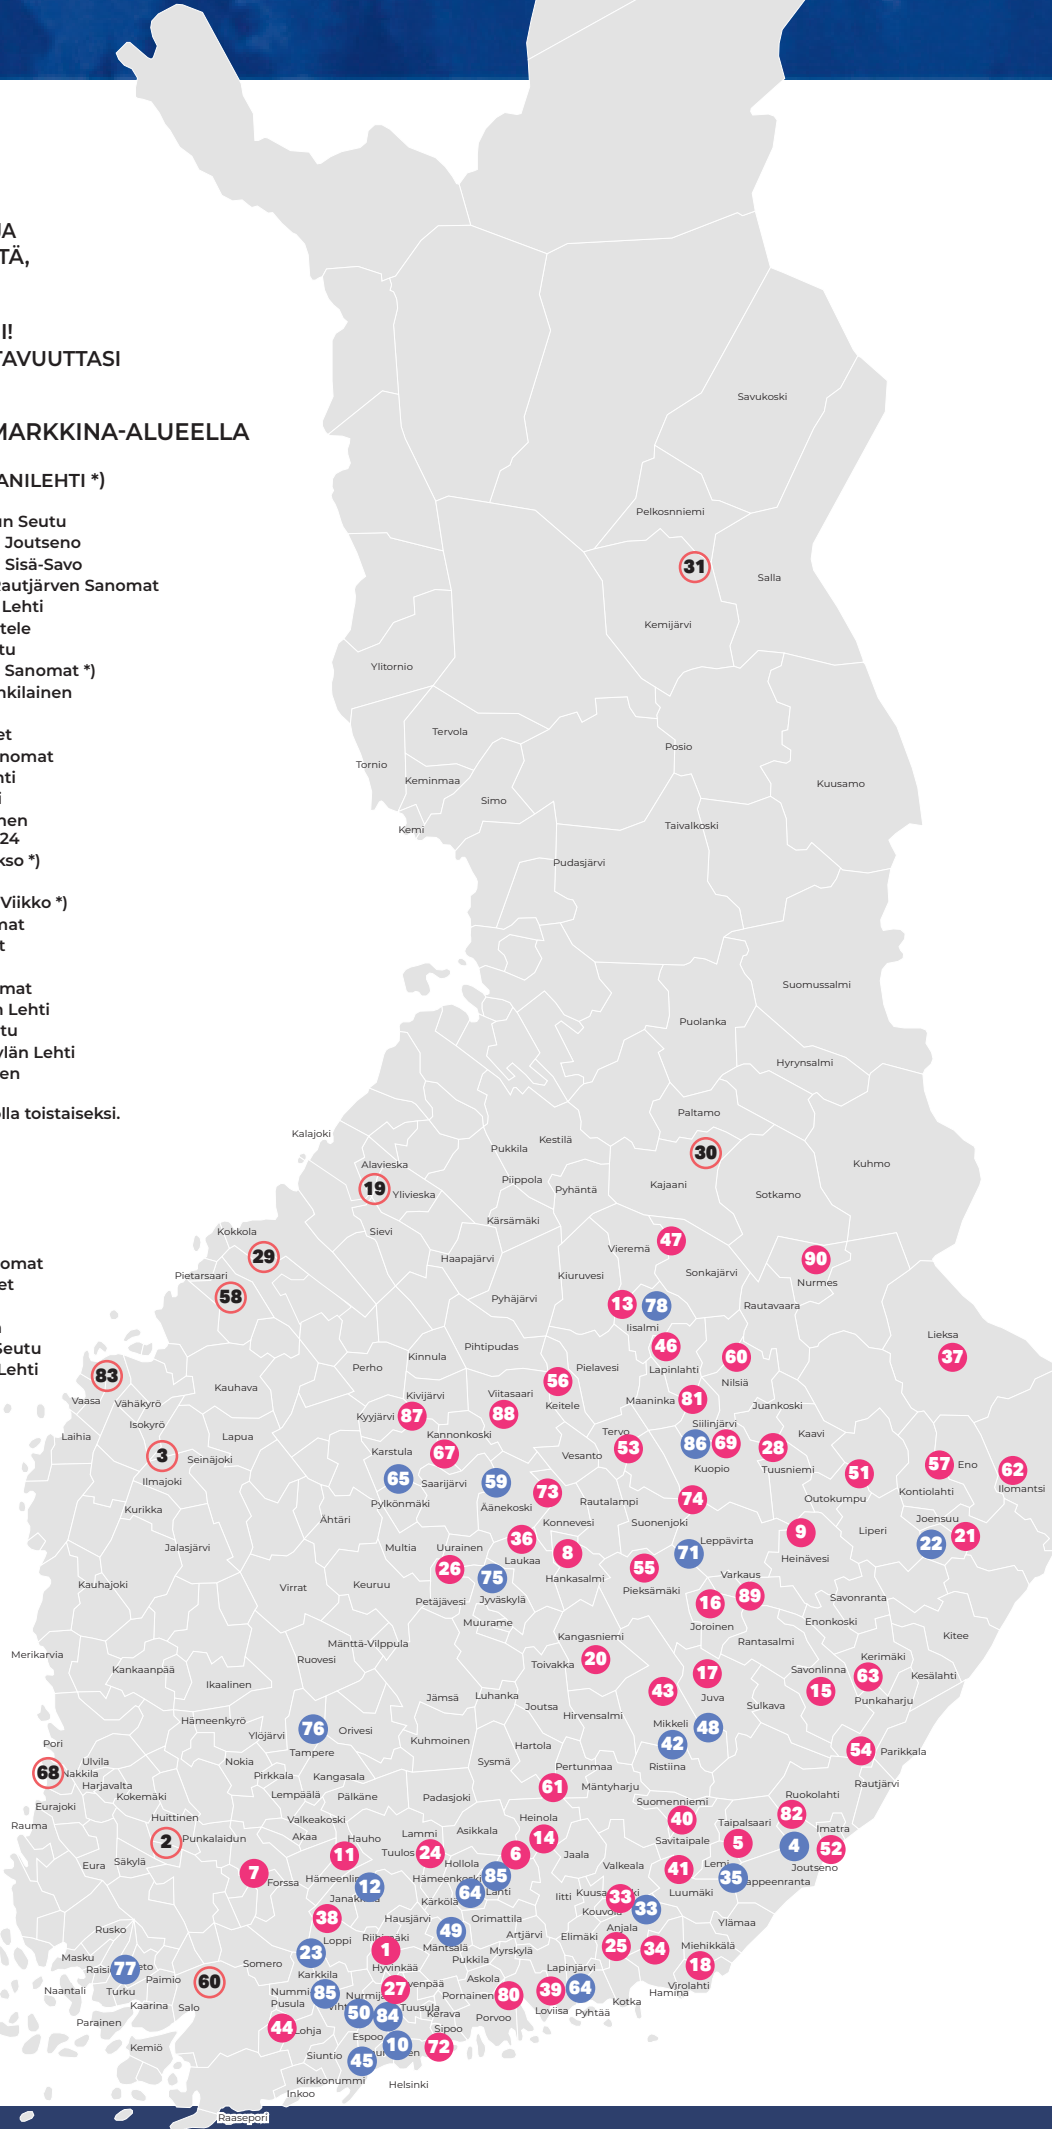 JA
TÄ,
I!
TAVUUTTASI
MARKKINA-ALUEELLA
ANILEHTI *)
un Seutu
Joutseno
Sisä-Savo
Rautjärven Sanomat
Lehti
tele
tu
Sanomat *)
nkilainen
et
nomat
hti
i
nen
24
kso *)
Viikko *)
mat
t
mat
n Lehti
tu
ylän Lehti
en
olla toistaiseksi.
omat
et
Seutu
Lehti
Savukoski
Pelkosnniemi
31
Salla
Kemijärvi
Ylitornio
Tervola
Posio
Tornio
Keminmaa
Kuusamo
Simo
Kemi
Taivalkoski
Pudasjärvi
Suomussalmi
Puolanka
Hyrynsalmi
Paltamo
Kalajoki
Kestilä
Pukkila
30
Alavieska
Kuhmo
19
Ylivieska
Piippola
Pyhäntä
Kajaani
Sotkamo
Kärsämäki
Kokkola
Sievi
47
29
Haapajärvi
Vieremä
90
Pietarsaari
Kiuruvesi
Sonkajärvi
Nurmes
58
Pyhäjärvi
13
78
Rautavaara
Iisalmi
Lieksa
Pihtipudas
46
60
37
Perho
Kinnula
Pielavesi
Lapinlahti
83
56
Nilsiä
Kauhava
Kivijärvi
Viitasaari
Keitele
Maaninka
81
Vaasa
Vähäkyrö
Kyyjärvi
87
88
Juankoski
Isokyrö
Siilinjärvi
Laihia
Lapua
Kannonkoski
Tervo
Kaavi
3
Seinäjoki
Karstula
67
Vesanto
53
86
69
28
Ilmajoki
65
Saarijärvi
59
Kuopio
Tuusniemi
51
57
Eno
62
Pylkönmäki
Äänekoski
73
Rautalampi
74
Outokumpu
Kontiolahti
Ilomantsi
Kurikka
Ähtäri
Konnevesi
Suonenjoki
Joensuu
Jalasjärvi
Multia
Uurainen
36
Leppävirta
9
Liperi
22
21
Laukaa
8
71
Heinävesi
26
75
Hankasalmi
55
Varkaus
Kauhajoki
Virrat
Keuruu
Petäjävesi
Jyväskylä
Pieksämäki
16
89
Savonranta
Muurame
Joroinen
Enonkoski
Mänttä-Vilppula
Kangasniemi
Rantasalmi
Kitee
Merikarvia
Ruovesi
Toivakka
20
Kerimäki
Kankaanpää
17
Savonlinna
63
Kesälahti
Ikaalinen
43
Juva
15
Punkaharju
Jämsä
Luhanka
Joutsa
Sulkava
Hämeenkyrö
Hirvensalmi
Mikkeli
48
Ylöjärvi
76
Orivesi
Kuhmoinen
42
Pori
Tampere
Hartola
54
Parikkala
Ulvila
Nokia
Sysmä
Pertunmaa
Ristiina
68
Nakkila
Pirkkala
Kangasala
61
Mäntyharju
Rautjärvi
Harjavalta
Kokemäki
Lempäälä
Pälkäne
Padasjoki
Suomenniemi
Ruokolahti
Eurajoki
Huittinen
Valkeakoski
Heinola
40
82
Rauma
2
Punkalaidun
Akaa
Hauho
Lammi
Asikkala
14
Savitaipale
Taipalsaari
Imatra
Tuulos
24
6
Jaala
5
4
52
Eura
Säkylä
11
Hollola
Valkeala
41
Lemi
Joutseno
7
Forssa
Hämeenlin
12
Hämeenkoski
85
Luumäki
35
appeenranta
Janakkala
Kärkölä
64
Lahti
Iitti
Kuusa
33
ki
33
38
Hausjärvi
Orimattila
Kouvola
Ylämaa
Rusko
Loppi
49
Artjärvi
Elimäki
Anjala
Riihimäki
1
Mäntsälä
Myrskylä
25
34
Miehikkälä
Masku
23
Pukkila
Raisi
77
eto
Somero
Hyvinkää
Lapinjärvi
18
Paimio
60
Karkkila
27
venpää
Askola
Virolahti
Naantali
Turku
Nummi-
Pusula
85
Vihti
Nurmijä
Pornainen
80
39
64
Hamina
Kaarina
Salo
50
84
Tuusula
Loviisa
Pyhtää
Kotka
Parainen
44
Lohja
Kerava
Porvoo
Espoo
Sipoo
Kemiö
Siuntio
45
10
en
72
Kirkkonummi
Helsinki
Inkoo
Raasepori